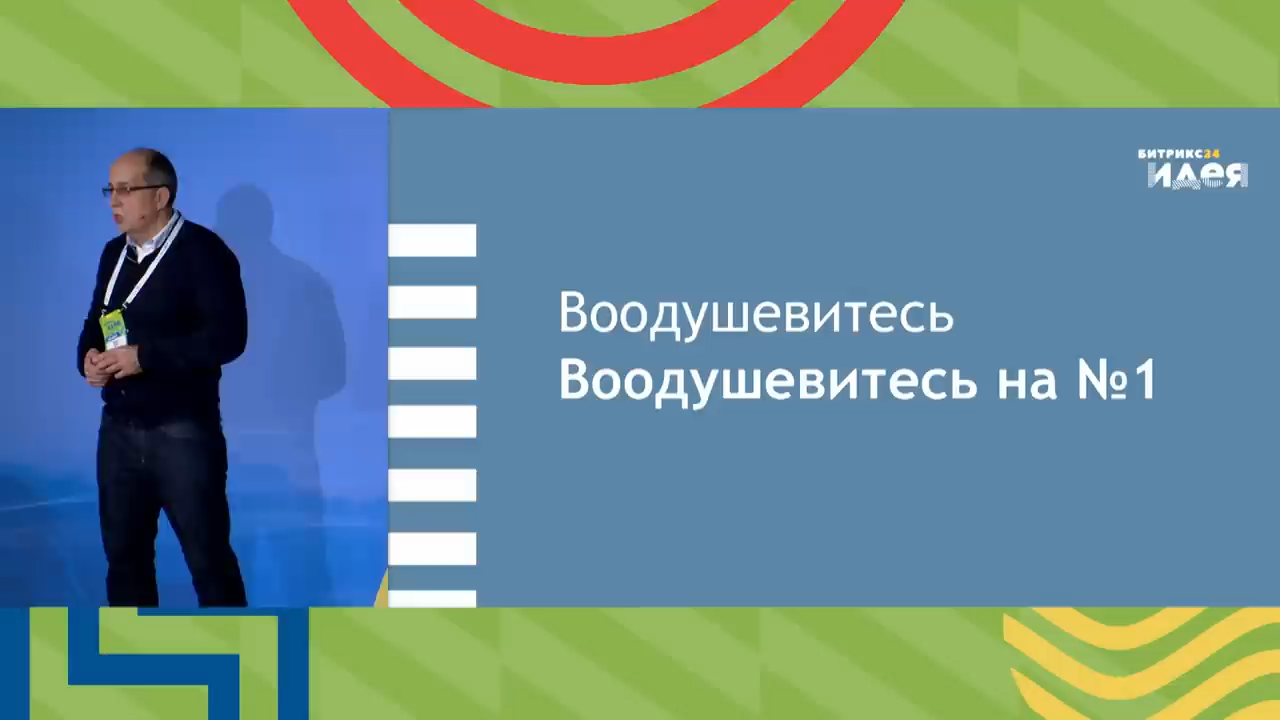 БИТРИКС24
идея
Воодушевитесь
Воодушевитесь на №1